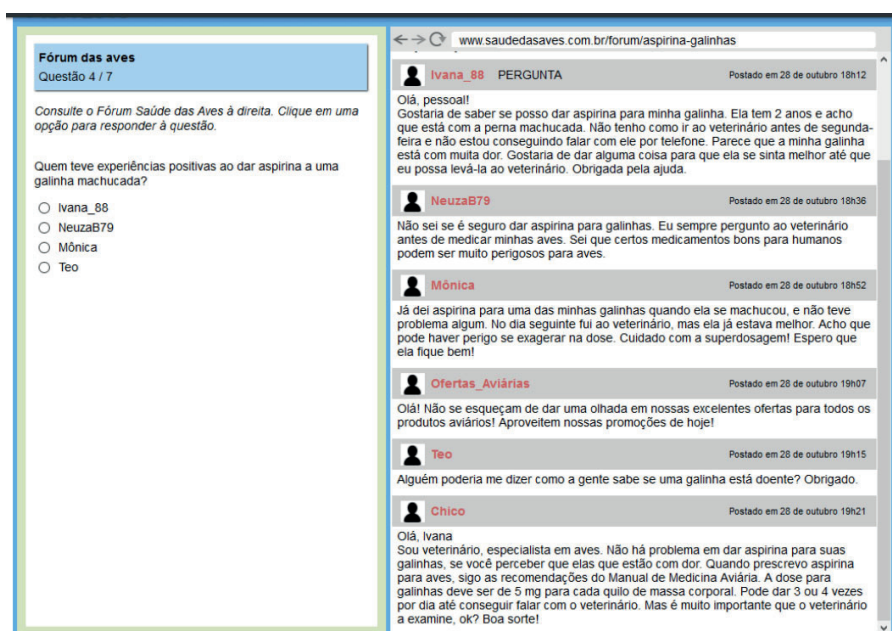 Fórum das aves
Questão 4 / 7
Consulte o Fórum Saúde das Aves à direita. Clique em uma
opção para responder à questão.
Quem teve experiências positivas ao dar aspirina a uma
galinha machucada?
Ivana_88
NeuzaB79
Mônica
Teo
www.saudedasaves.com.br/forum/aspirina-galinhas
Ivana_88 PERGUNTA Postado em 28 de outubro 18h12
Olá, pessoal!
Gostaria de saber se posso dar aspirina para minha galinha. Ela tem 2 anos e acho
que está com a perna machucada. Não tenho como ir ao veterinário antes de segunda-
feira e não estou conseguindo falar com ele por telefone. Parece que a minha galinha
está com muita dor. Gostaria de dar alguma coisa para que ela se sinta melhor até que
eu possa levá-la ao veterinário. Obrigada pela ajuda.
NeuzaB79 Postado em 28 de outubro 18h36
Não sei se é seguro dar aspirina para galinhas. Eu sempre pergunto ao veterinário
antes de medicar minhas aves. Sei que certos medicamentos bons para humanos
podem ser muito perigosos para aves.
Mônica Postado em 28 de outubro 18h52
Já dei aspirina para uma das minhas galinhas quando ela se machucou, e não teve
problema algum. No dia seguinte fui ao veterinário, mas ela já estava melhor. Acho que
pode haver perigo se exagerar na dose. Cuidado com a superdosagem! Espero que
ela fique bem!
Ofertas_Aviárias Postado em 28 de outubro 19h07
Olá! Não se esqueçam de dar uma olhada em nossas excelentes ofertas para todos os
produtos aviários! Aproveitem nossas promoções de hoje!
Teo Postado em 28 de outubro 19h15
Alguém poderia me dizer como a gente sabe se uma galinha está doente? Obrigado.
Chico Postado em 28 de outubro 19h21
Olá, Ivana
Sou veterinário, especialista em aves. Não há problema em dar aspirina para suas
galinhas, se você perceber que elas que estão com dor. Quando prescrevo aspirina
para aves, sigo as recomendações do Manual de Medicina Aviária. A dose para
galinhas deve ser de 5 mg para cada quilo de massa corporal. Pode dar 3 ou 4 vezes
por dia até conseguir falar com o veterinário. Mas é muito importante que o veterinário
a examine, ok? Boa sorte!